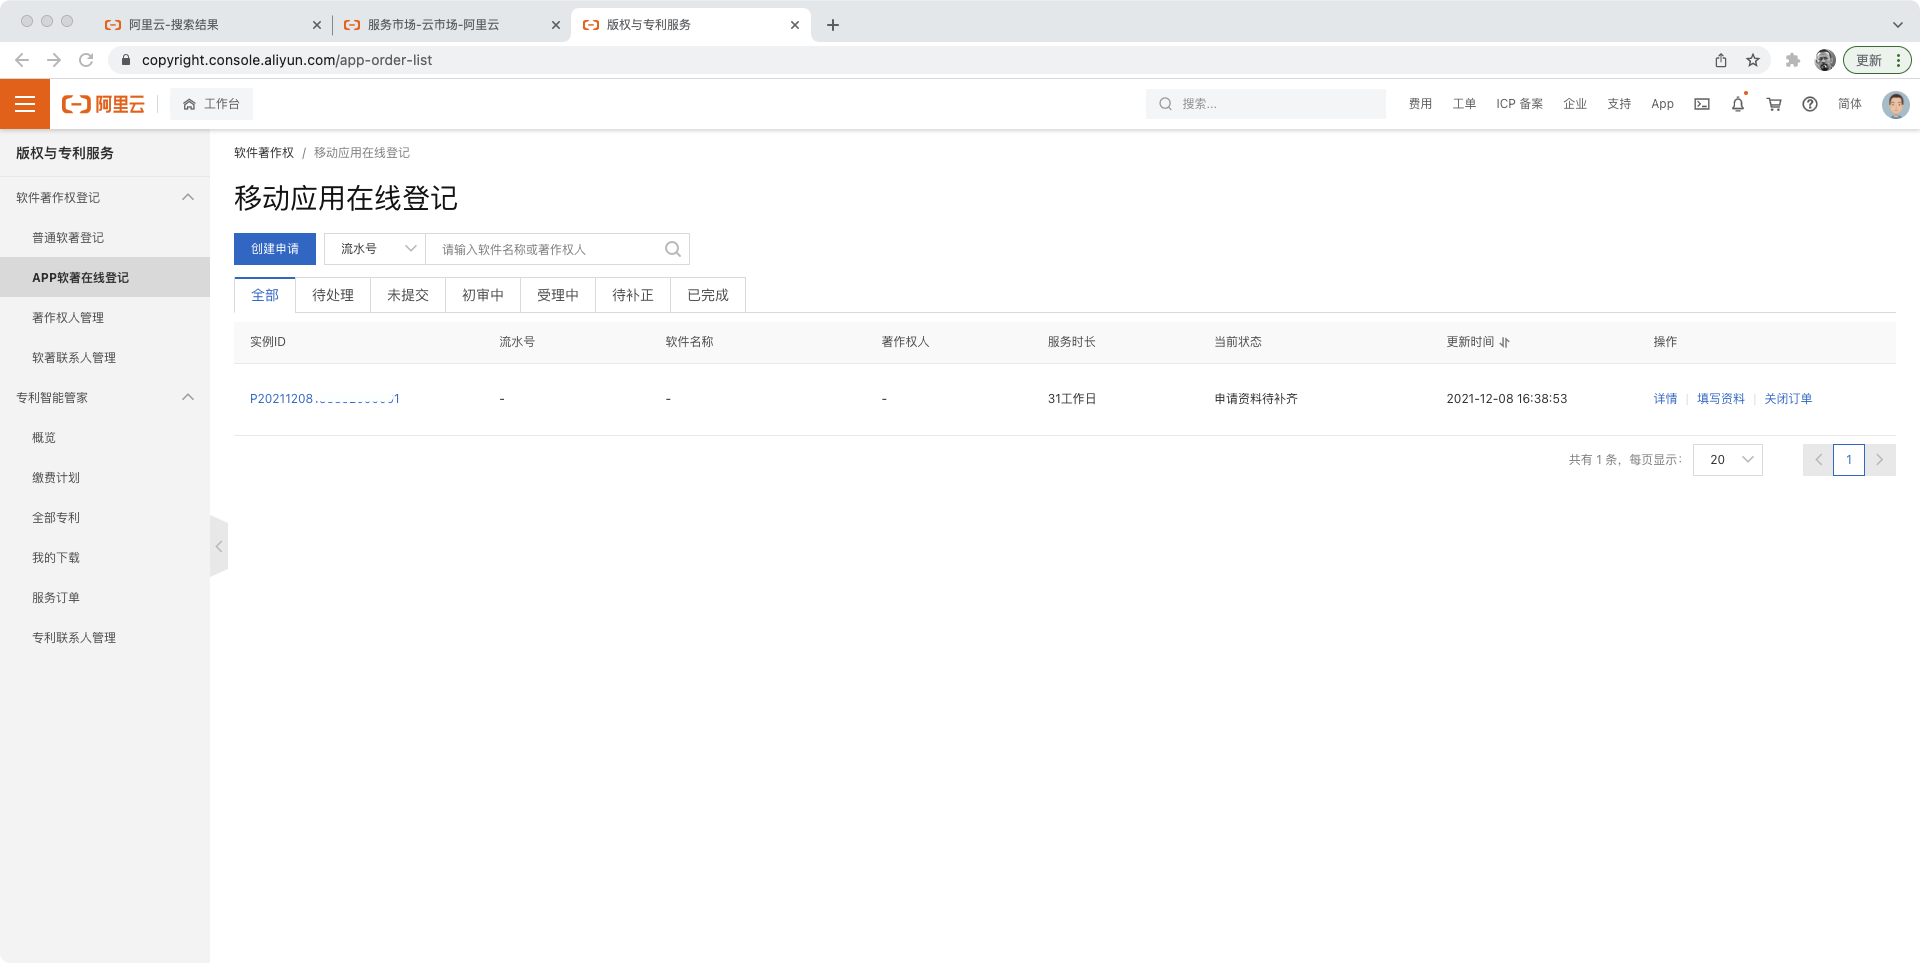 阿里云-搜索结果
服务市场-云市场-阿里云
版权与专利服务
copyright.console.aliyun.com/app-order-list
更新
阿里云
工作台
搜索...
费用
工单
ICP 备案
企业
支持
App
简体
版权与专利服务
软件著作权登记
普通软著登记
APP软著在线登记
著作权人管理
软著联系人管理
专利智能管家
概览
缴费计划
全部专利
我的下载
服务订单
专利联系人管理
软件著作权 / 移动应用在线登记
移动应用在线登记
创建申请
流水号
请输入软件名称或著作权人
全部 待处理 未提交 初审中 受理中 待补正 已完成
实例ID 流水号 软件名称 著作权人 服务时长 当前状态 更新时间 操作
P20211208 - - - 31工作日 申请资料待补齐 2021-12-08 16:38:53 详情 填写资料 关闭订单
共有 1 条, 每页显示: 20 1